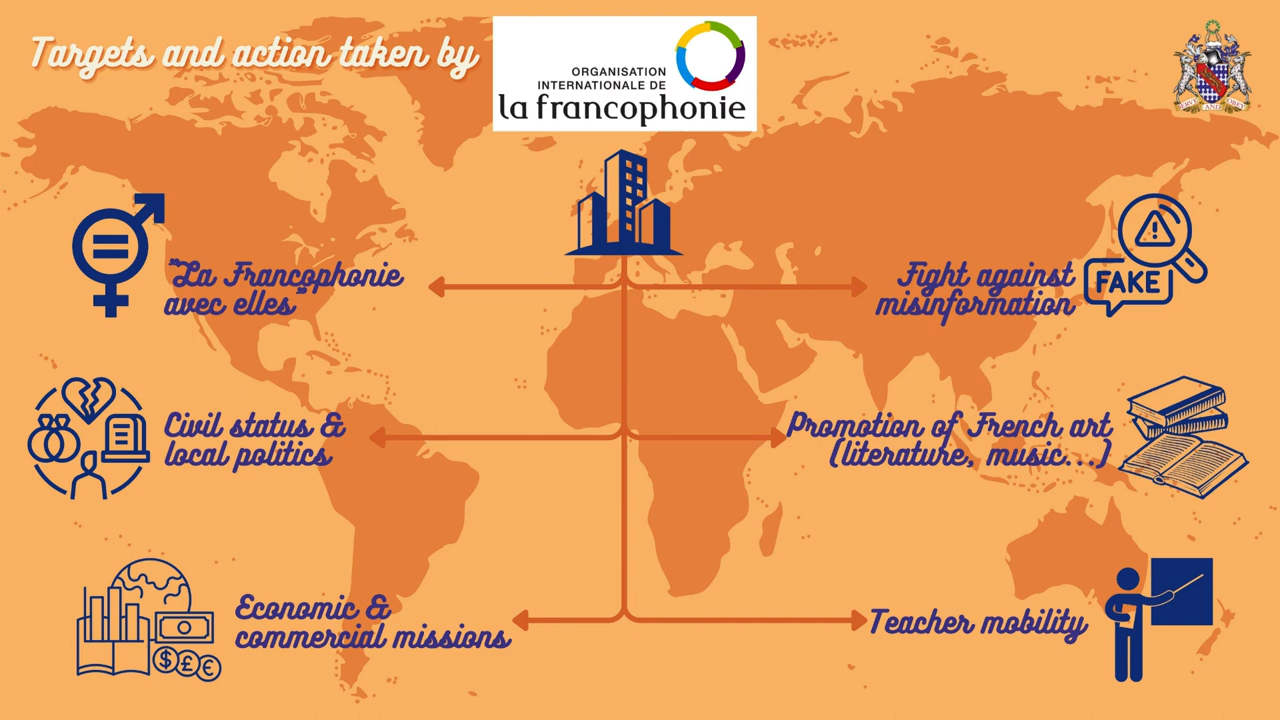 Targets and action taken by
ORGANISATION
INTERNATIONALE DE
la francophonie
"La Francophonie
avec elles"
Fight against
misinformation
FAKE
Civil status &
local politics
Promotion of French art
(literature, music...)
Economic &
commercial missions
$ £ €
Teacher mobility